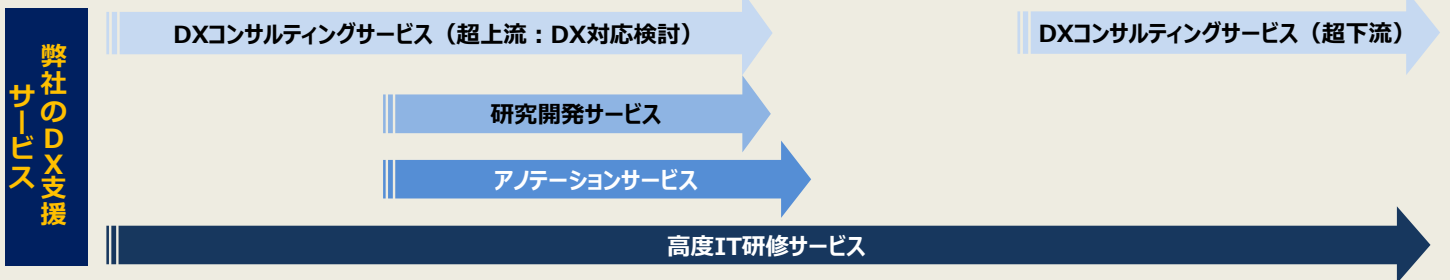 弊社のDX支援
サービス
DXコンサルティングサービス（超上流：DX対応検討）
DXコンサルティングサービス（超下流）
研究開発サービス
アノテーションサービス
高度IT研修サービス